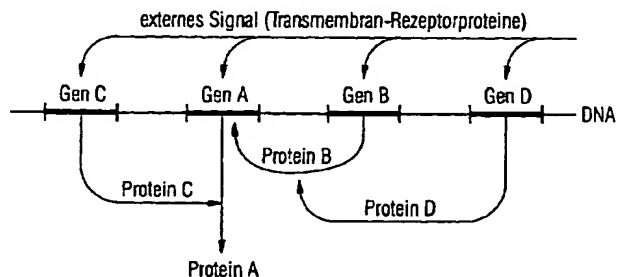 externes Signal (Transmembran-Rezeptorproteine)
Gen C Gen A Gen B Gen D
DNA
Protein B
Protein C
Protein D
Protein A